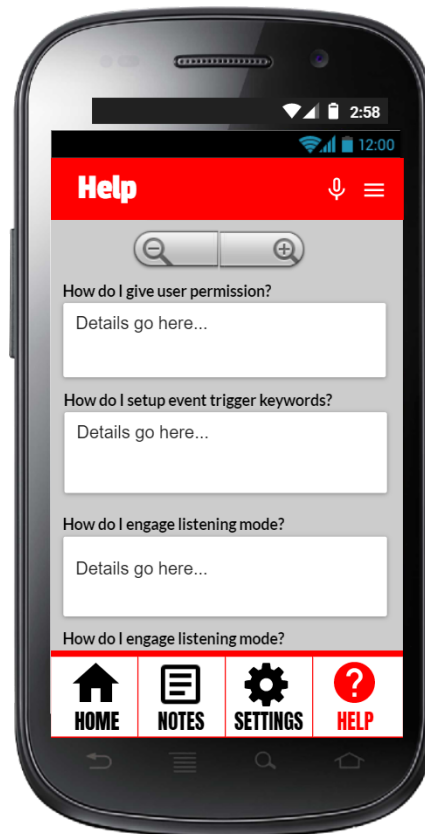 2:58
12:00
Help
How do I give user permission?
Details go here...
How do I setup event trigger keywords?
Details go here...
How do I engage listening mode?
Details go here...
How do I engage listening mode?
HOME NOTES SETTINGS HELP